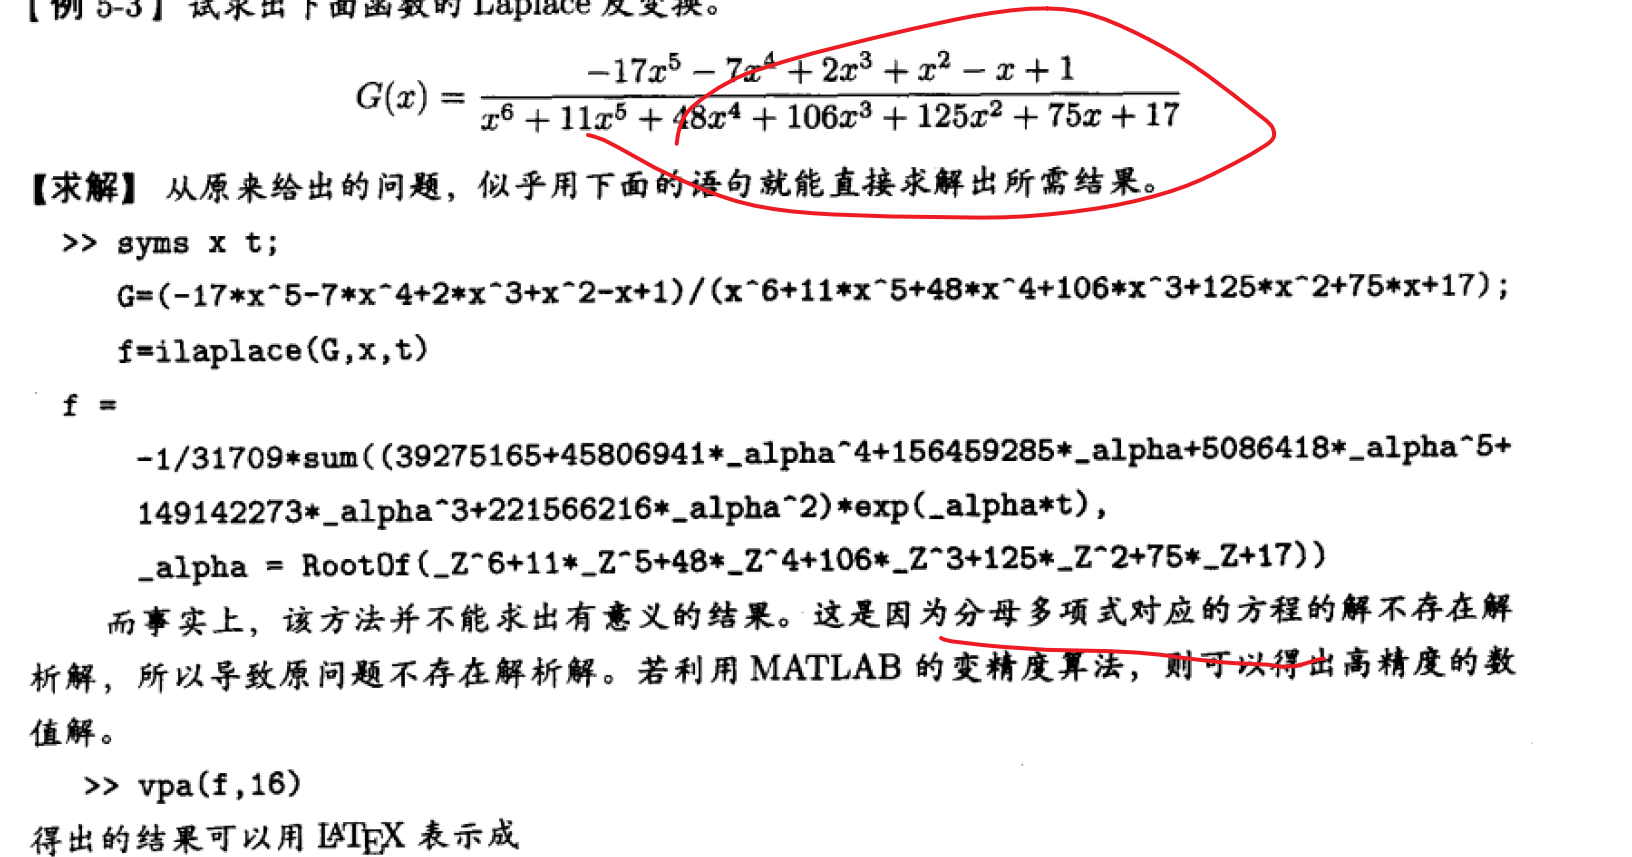 【例 5-3】 试求出下面函数的 Laplace 反变换。
G(x) = \frac{-17x^5 - 7x^4 + 2x^3 + x^2 - x + 1}{x^6 + 11x^5 + 48x^4 + 106x^3 + 125x^2 + 75x + 17}
【求解】 从原来给出的问题，似乎用下面的语句就能直接求解出所需结果。
>> syms x t;
G=(-17*x^5-7*x^4+2*x^3+x^2-x+1)/(x^6+11*x^5+48*x^4+106*x^3+125*x^2+75*x+17);
f=ilaplace(G,x,t)
f =
-1/31709*sum((39275165+45806941*_alpha^4+156459285*_alpha+5086418*_alpha^5+
149142273*_alpha^3+221566216*_alpha^2)*exp(_alpha*t),
_alpha = RootOf(_Z^6+11*_Z^5+48*_Z^4+106*_Z^3+125*_Z^2+75*_Z+17))
而事实上，该方法并不能求出有意义的结果。这是因为分母多项式对应的方程的解不存在解
析解，所以导致原问题不存在解析解。若利用 MATLAB 的变精度算法，则可以得出高精度的数
值解。
>> vpa(f,16)
得出的结果可以用 LATEX 表示成